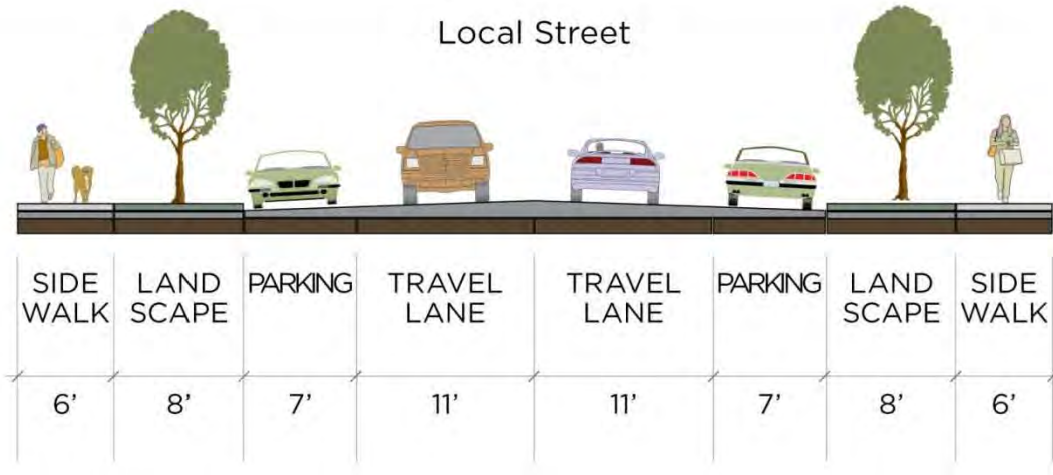 Local Street
SIDE WALK
LAND SCAPE
PARKING
TRAVEL LANE
TRAVEL LANE
PARKING
LAND SCAPE
SIDE WALK
6’ 8’ 7’ 11’ 11’ 7’ 8’ 6’